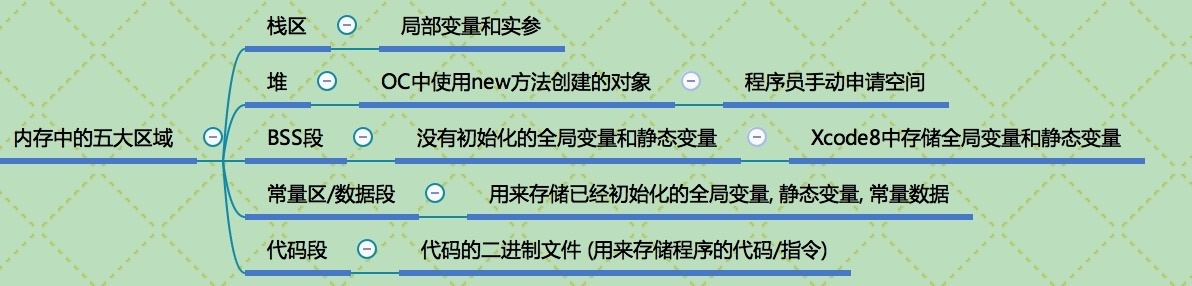 栈区 局部变量和实参
堆 OC中使用new方法创建的对象 程序员手动申请空间
内存中的五大区域 BSS段 没有初始化的全局变量和静态变量 Xcode8中存储全局变量和静态变量
常量区/数据段 用来存储已经初始化的全局变量, 静态变量, 常量数据
代码段 代码的二进制文件 (用来存储程序的代码/指令)